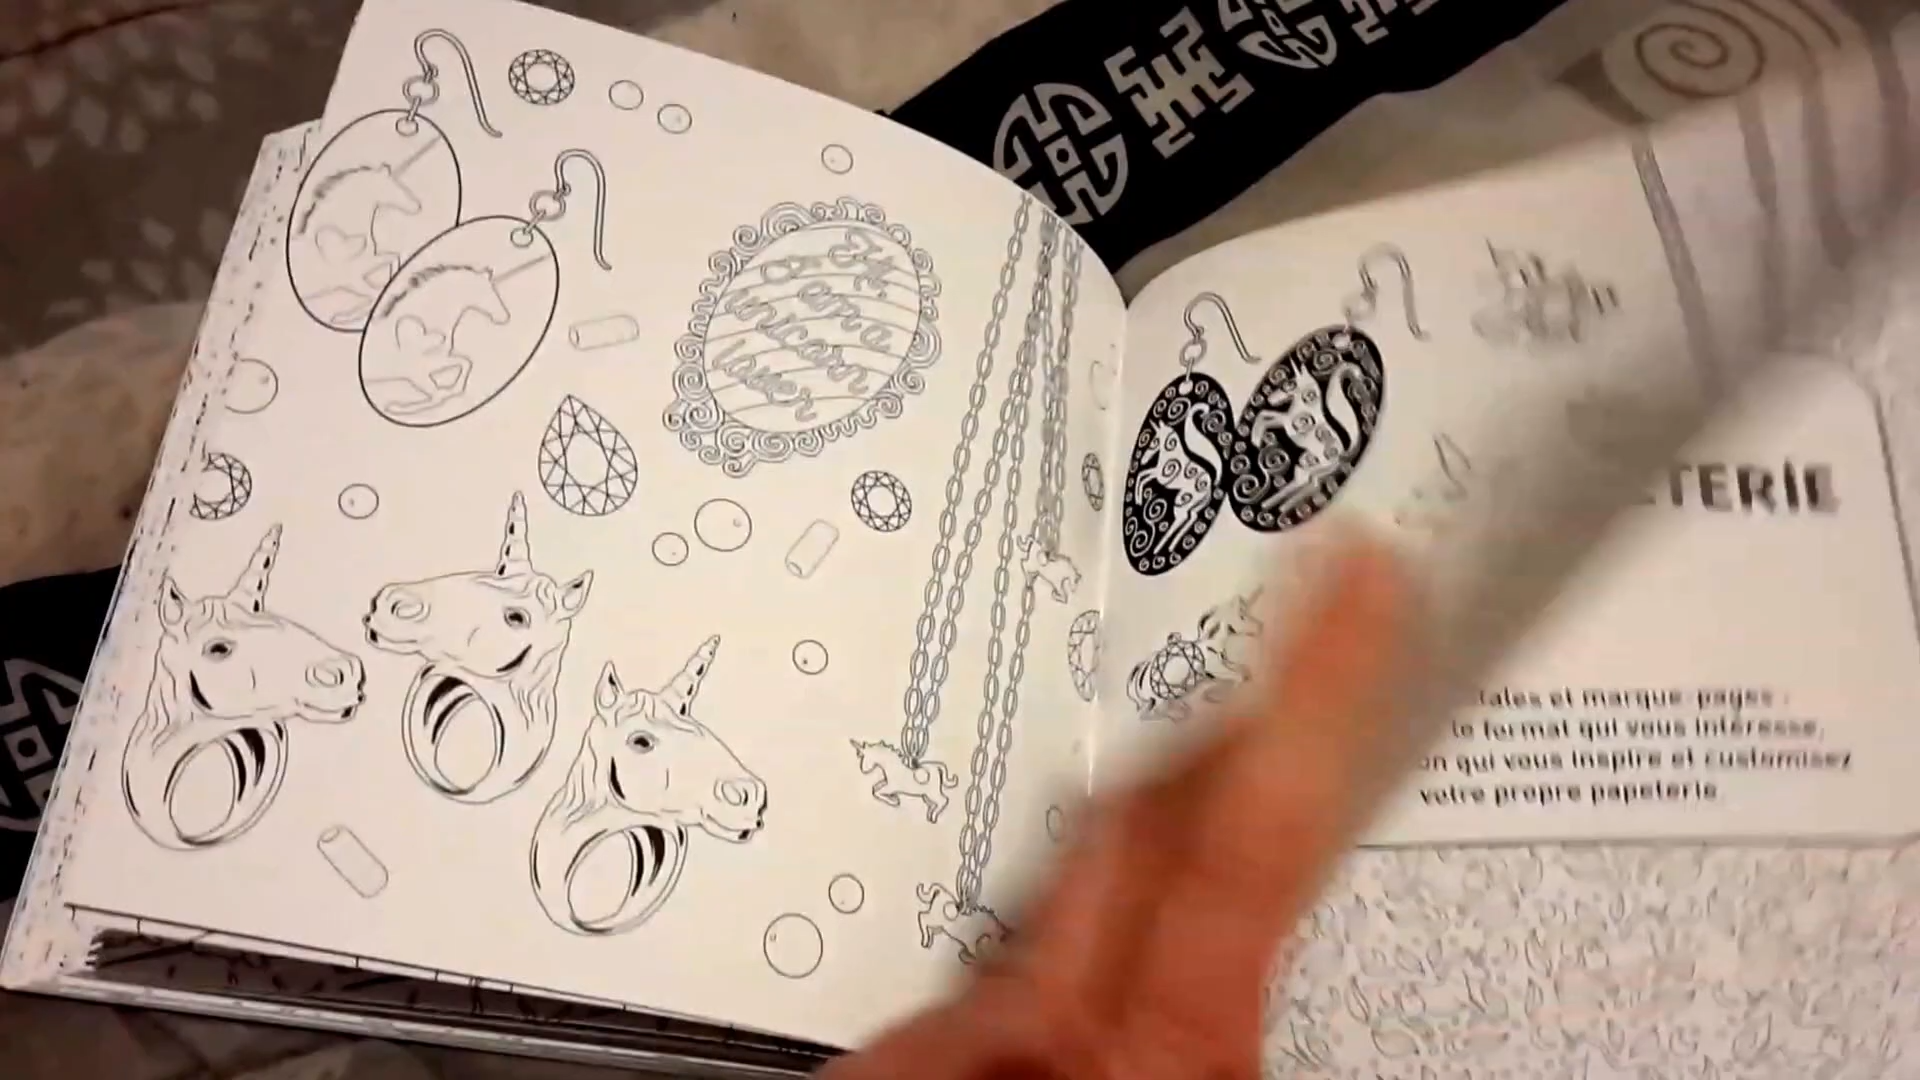 I'm
am a
unicorn
lover
TERIE
tales et marque-pages :
le format qui vous intéresse,
on qui vous inspire et customisez
votre propre papeterie.